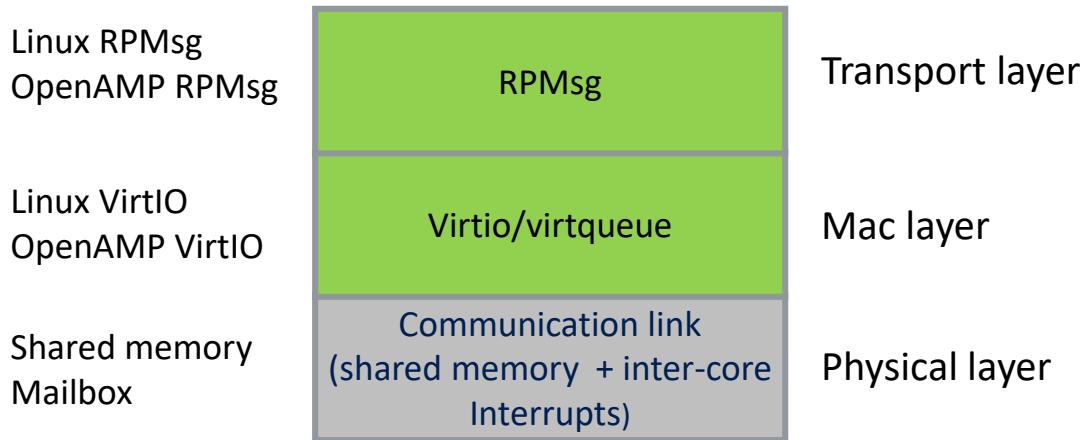 Linux RPMsg
OpenAMP RPMsg
RPMsg
Transport layer
Linux VirtIO
OpenAMP VirtIO
Virtio/virtqueue
Mac layer
Shared memory
Mailbox
Communication link
(shared memory + inter-core
Interrupts)
Physical layer